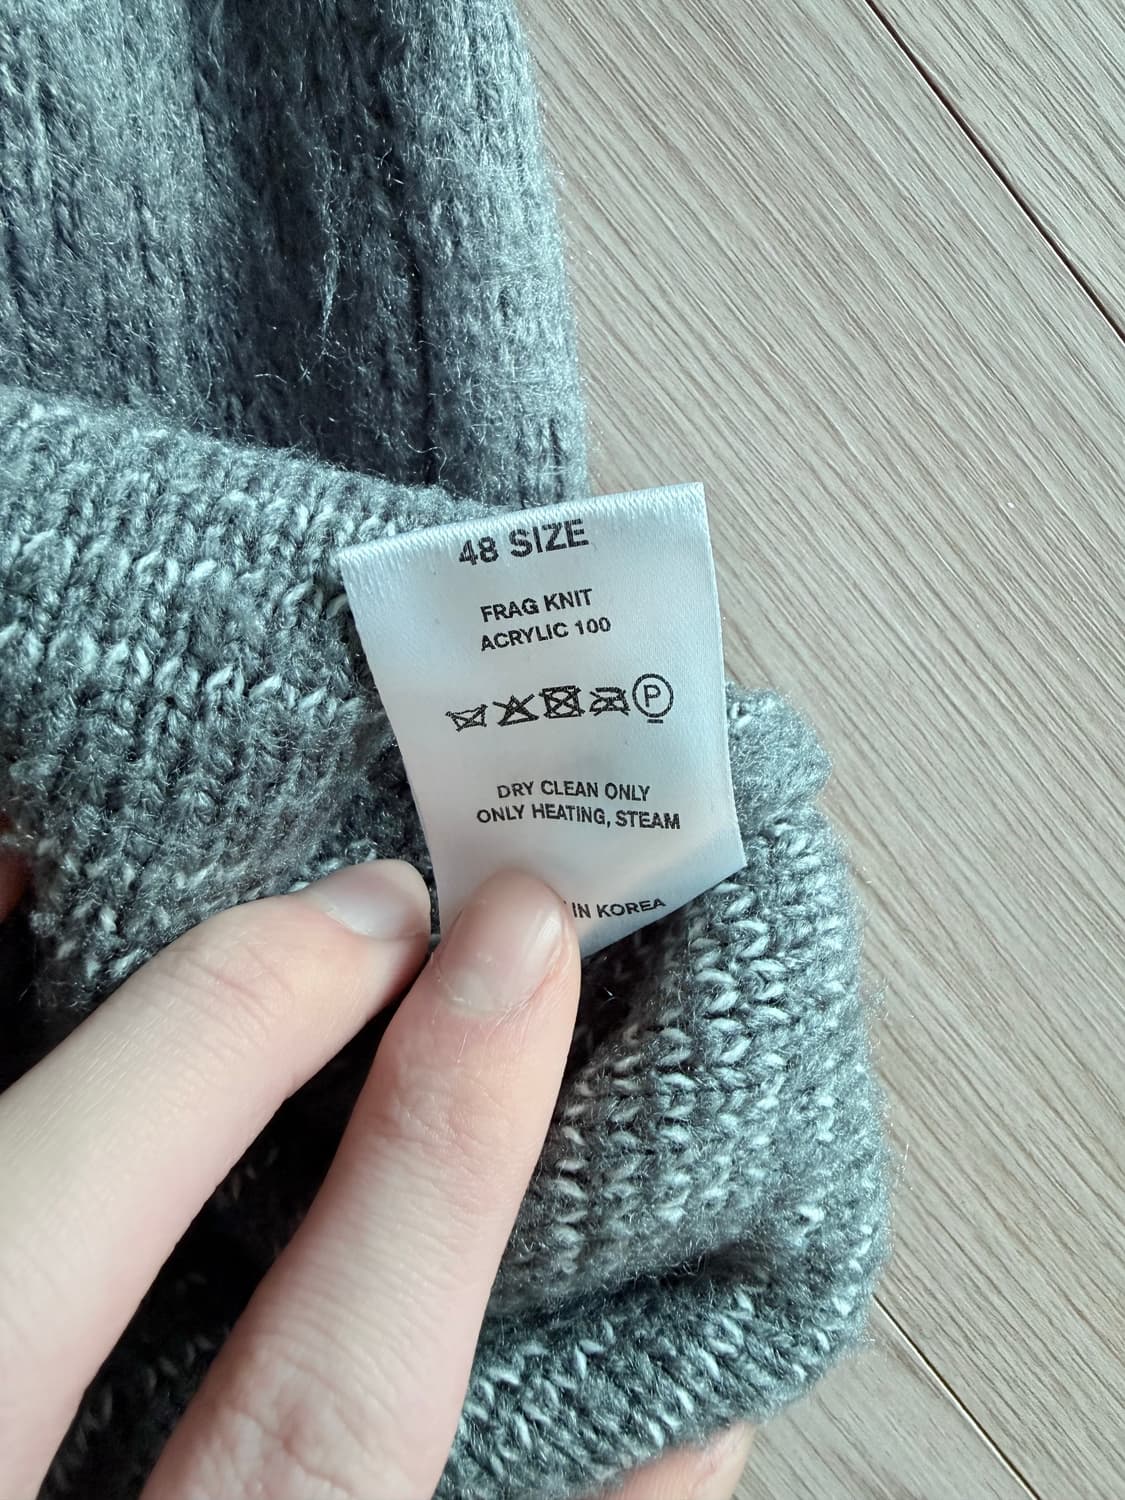 48 SIZE
FRAG KNIT
ACRYLIC 100
P
DRY CLEAN ONLY
ONLY HEATING, STEAM
IN KOREA